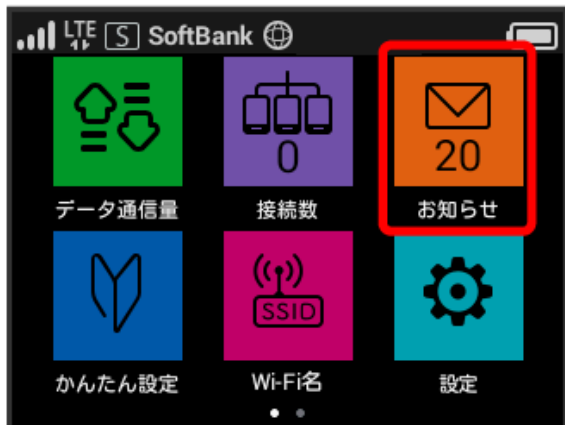 LTE S SoftBank
0
20
データ通信量 接続数 お知らせ
SSID
かんたん設定 Wi-Fi名 設定